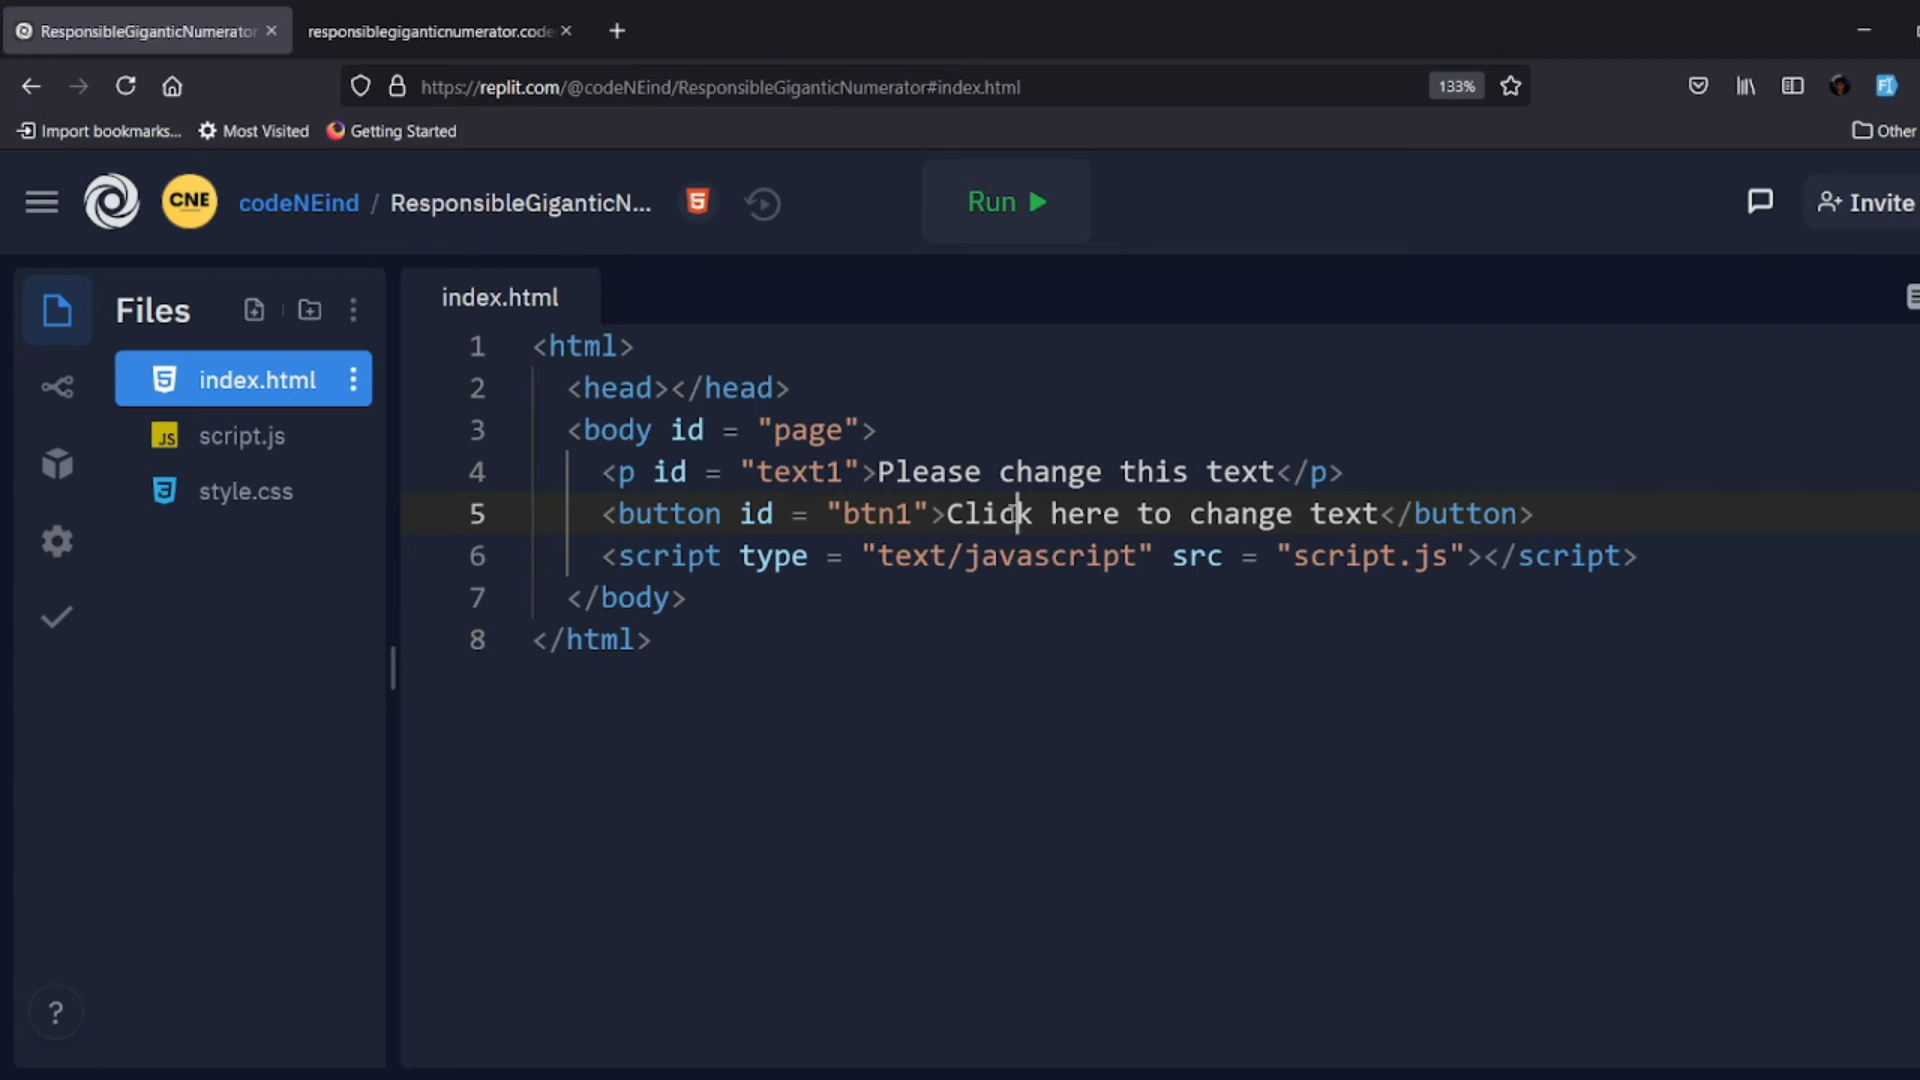 ResponsibleGiganticNumerator
responsiblegiganticnumerator.code
https://replit.com/@codeNEind/ResponsibleGiganticNumerator#index.html
133%
Import bookmarks...
Most Visited
Getting Started
Other
CNE
codeNEind / ResponsibleGiganticN...
Run
Invite
Files
index.html
script.js
style.css
index.html
1 <html>
2 <head></head>
3 <body id = "page">
4 <p id = "text1">Please change this text</p>
5 <button id = "btn1">Click here to change text</button>
6 <script type = "text/javascript" src = "script.js"></script>
7 </body>
8 </html>
?